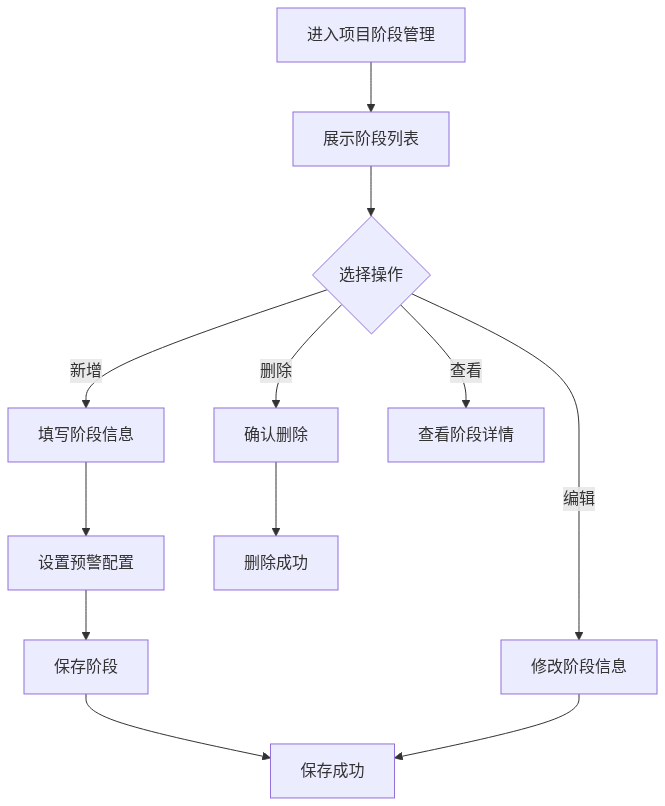 进入项目阶段管理
展示阶段列表
选择操作
新增
删除
查看
填写阶段信息
确认删除
查看阶段详情
编辑
设置预警配置
删除成功
保存阶段
修改阶段信息
保存成功